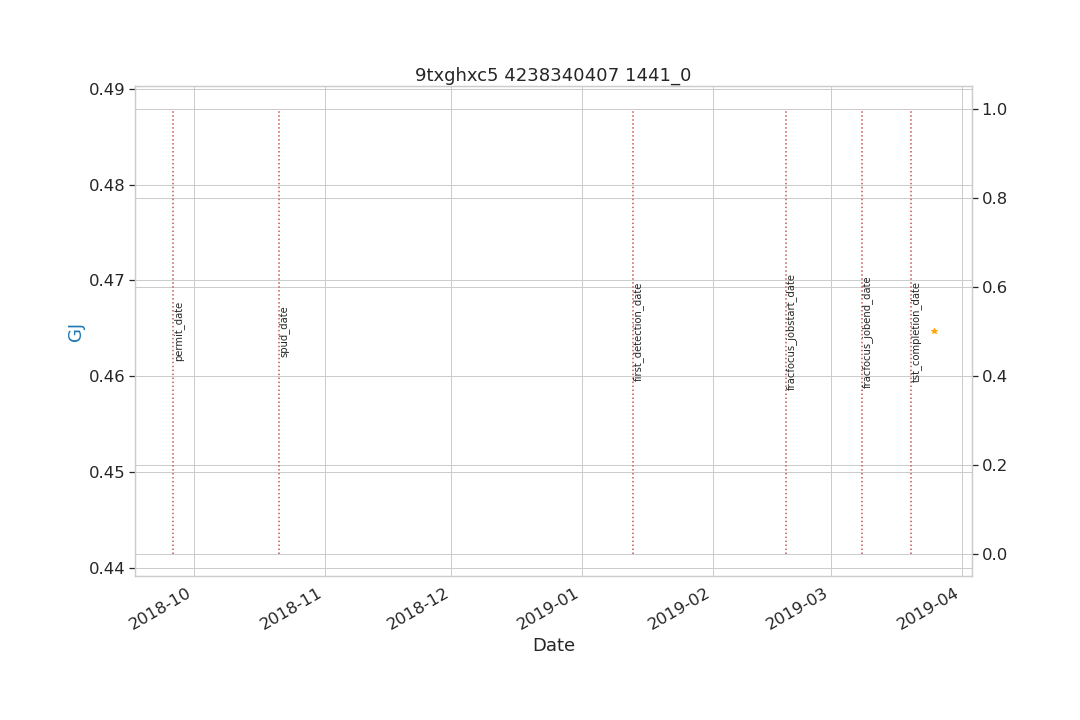 9txghxc5 4238340407 1441_0
0.49
0.48
0.47
0.46
0.45
0.44
GJ
1.0
0.8
0.6
0.4
0.2
0.0
permit_date
spud_date
first_detection_date
fracfocus_jobstart_date
fracfocus_jobend_date
tst_completion_date
2018-10
2018-11
2018-12
2019-01
2019-02
2019-03
2019-04
Date